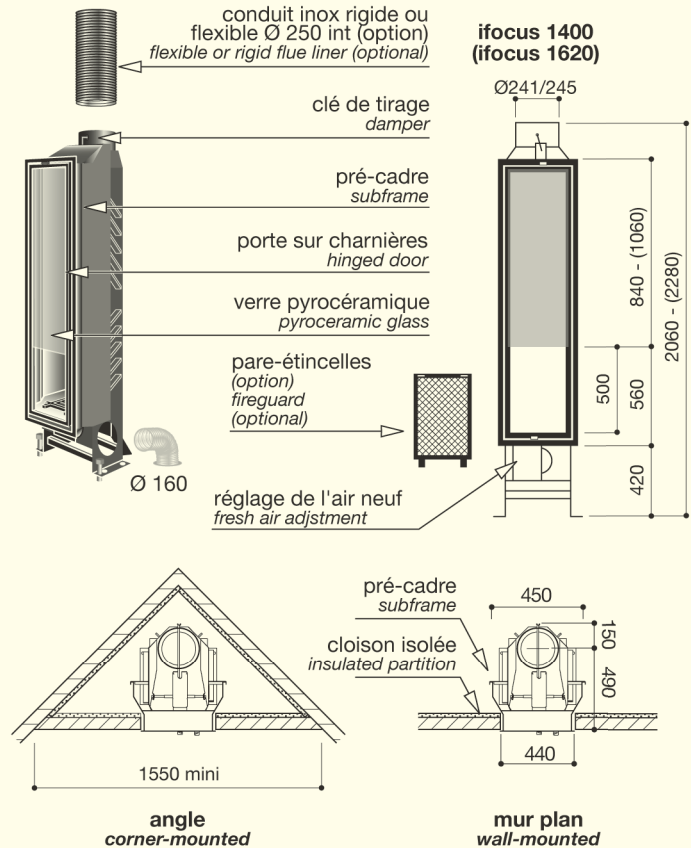 conduit inox rigide ou
flexible Ø 250 int (option)
flexible or rigid flue liner (optional)
ifocus 1400
(ifocus 1620)
Ø241/245
clé de tirage
damper
pré-cadre
subframe
porte sur charnières
hinged door
verre pyrocéramique
pyroceramic glass
pare-étincelles
(option)
fireguard
(optional)
840 - (1060)
2060 - (2280)
500
560
420
Ø 160
réglage de l'air neuf
fresh air adjstment
pré-cadre
subframe
cloison isolée
insulated partition
450
150
490
440
1550 mini
angle
corner-mounted
mur plan
wall-mounted